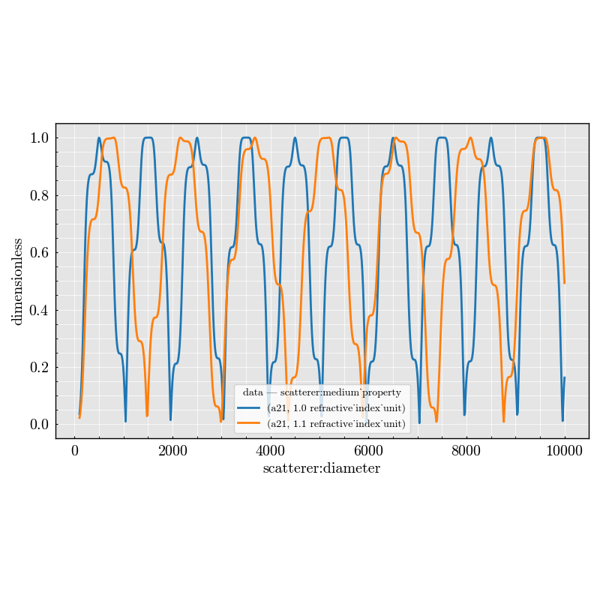 1.0
0.8
0.6
0.4
0.2
0.0
dimensionless
data — scatterer:medium˙property
(a21, 1.0 refractive˙index˙unit)
(a21, 1.1 refractive˙index˙unit)
0 2000 4000 6000 8000 10000
scatterer:diameter